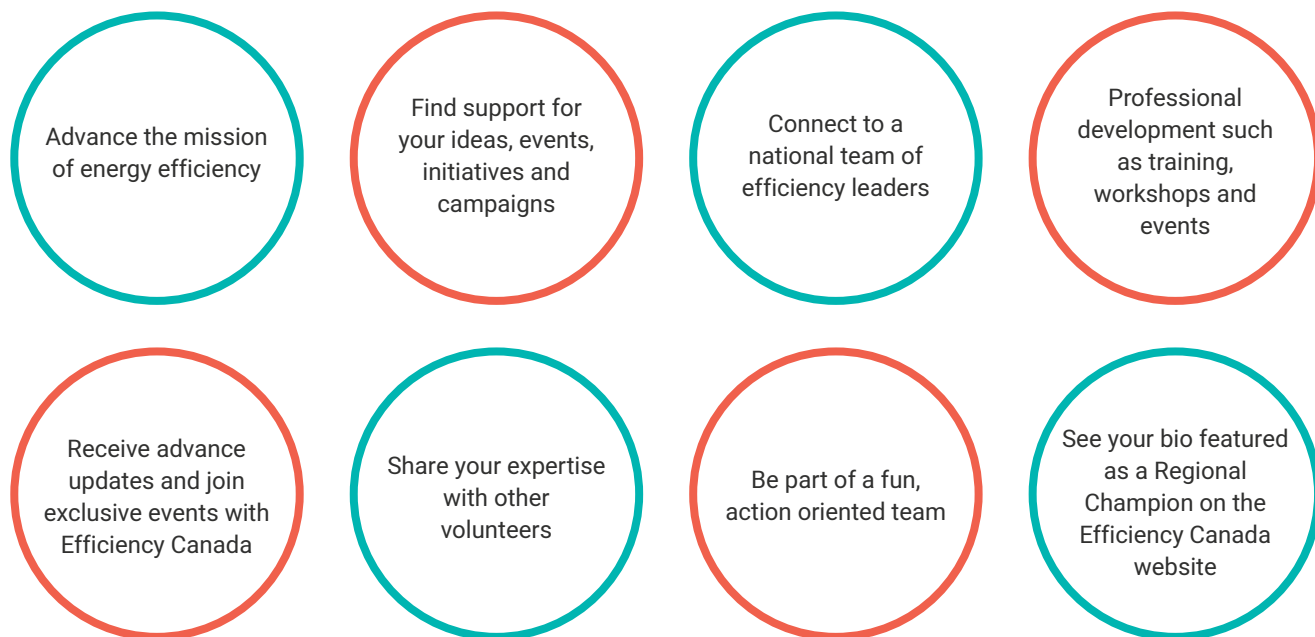 Advance the mission
of energy efficiency
Find support for
your ideas, events,
initiatives and
campaigns
Connect to a
national team of
efficiency leaders
Professional
development such
as training,
workshops and
events
Receive advance
updates and join
exclusive events with
Efficiency Canada
Share your expertise
with other
volunteers
Be part of a fun,
action oriented team
See your bio featured
as a Regional
Champion on the
Efficiency Canada
website